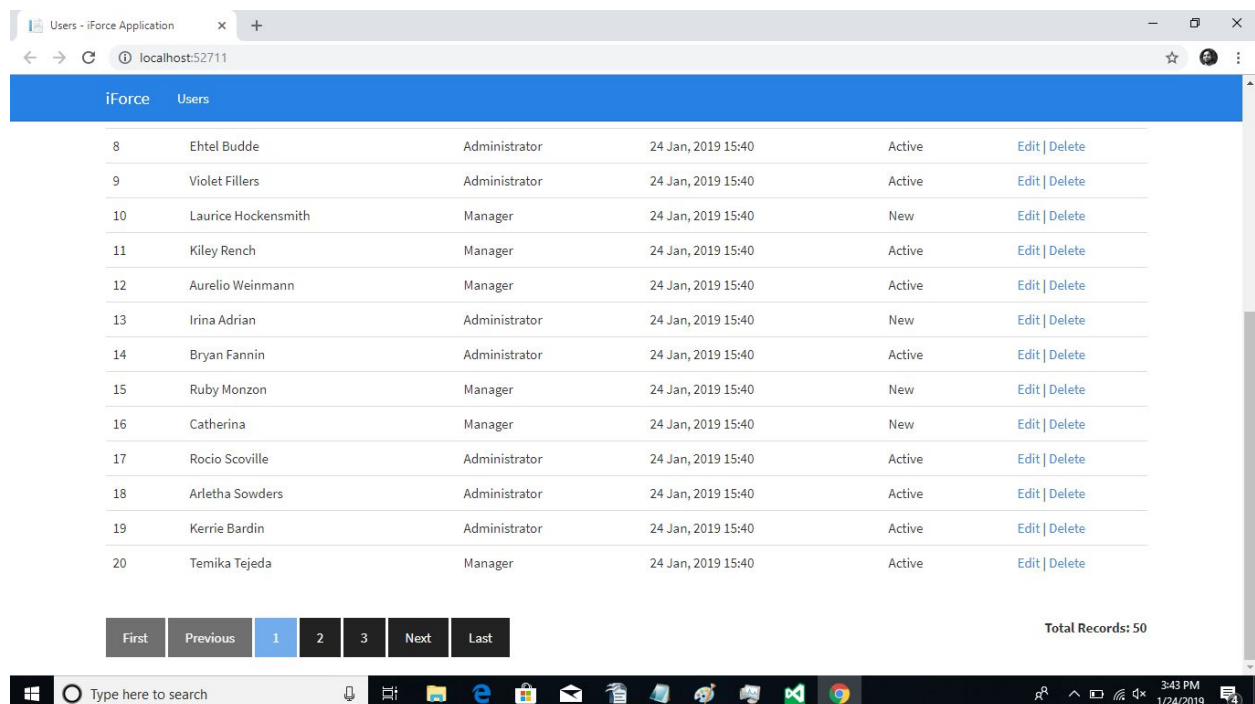 Users - iForce Application
localhost:52711
iForce Users
8 Ehtel Budde Administrator 24 Jan, 2019 15:40 Active Edit | Delete
9 Violet Fillers Administrator 24 Jan, 2019 15:40 Active Edit | Delete
10 Laurice Hockensmith Manager 24 Jan, 2019 15:40 New Edit | Delete
11 Kiley Rench Manager 24 Jan, 2019 15:40 Active Edit | Delete
12 Aurelio Weinmann Manager 24 Jan, 2019 15:40 Active Edit | Delete
13 Irina Adrian Administrator 24 Jan, 2019 15:40 New Edit | Delete
14 Bryan Fannin Administrator 24 Jan, 2019 15:40 Active Edit | Delete
15 Ruby Monzon Manager 24 Jan, 2019 15:40 New Edit | Delete
16 Catherina Manager 24 Jan, 2019 15:40 New Edit | Delete
17 Rocio Scoville Administrator 24 Jan, 2019 15:40 Active Edit | Delete
18 Arletha Sowders Administrator 24 Jan, 2019 15:40 Active Edit | Delete
19 Kerrie Bardin Administrator 24 Jan, 2019 15:40 Active Edit | Delete
20 Temika Tejeda Manager 24 Jan, 2019 15:40 Active Edit | Delete
First Previous 1 2 3 Next Last Total Records: 50
Type here to search 3:43 PM
1/24/2019 4